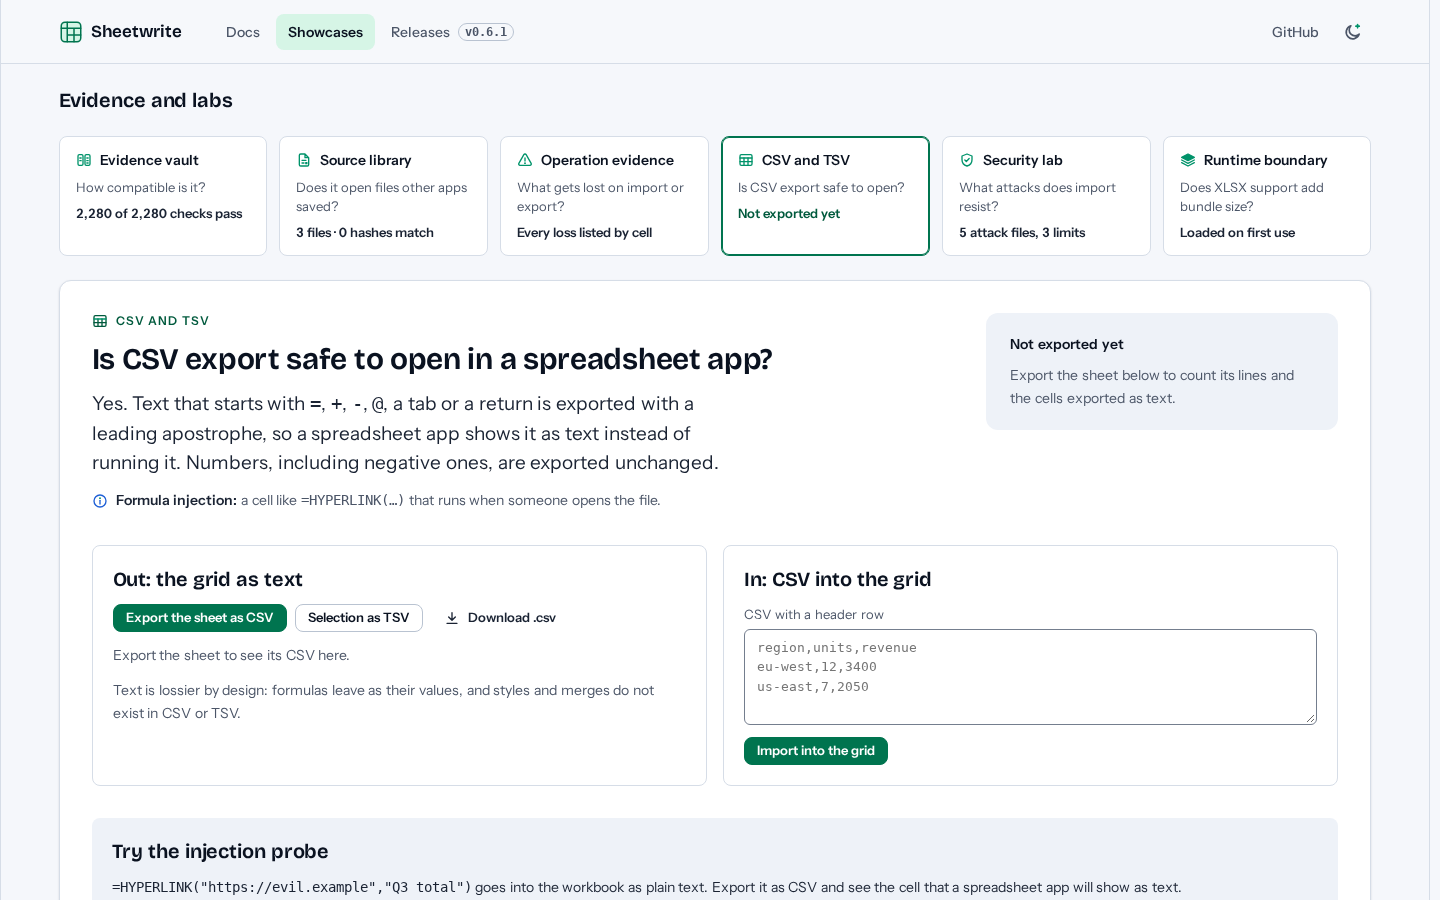 Sheetwrite
Docs
Showcases
Releases v0.6.1
GitHub
Evidence and labs
Evidence vault
How compatible is it?
2,280 of 2,280 checks pass
Source library
Does it open files other apps
saved?
3 files · 0 hashes match
Operation evidence
What gets lost on import or
export?
Every loss listed by cell
CSV and TSV
Is CSV export safe to open?
Not exported yet
Security lab
What attacks does import
resist?
5 attack files, 3 limits
Runtime boundary
Does XLSX support add
bundle size?
Loaded on first use
CSV AND TSV
Is CSV export safe to open in a spreadsheet app?
Yes. Text that starts with =, +, -, @, a tab or a return is exported with a
leading apostrophe, so a spreadsheet app shows it as text instead of
running it. Numbers, including negative ones, are exported unchanged.
Formula injection: a cell like =HYPERLINK(…) that runs when someone opens the file.
Not exported yet
Export the sheet below to count its lines and
the cells exported as text.
Out: the grid as text
Export the sheet as CSV
Selection as TSV
Download .csv
Export the sheet to see its CSV here.
Text is lossier by design: formulas leave as their values, and styles and merges do not
exist in CSV or TSV.
In: CSV into the grid
CSV with a header row
region,units,revenue
eu-west,12,3400
us-east,7,2050
Import into the grid
Try the injection probe
=HYPERLINK("https://evil.example","Q3 total") goes into the workbook as plain text. Export it as CSV and see the cell that a spreadsheet app will show as text.